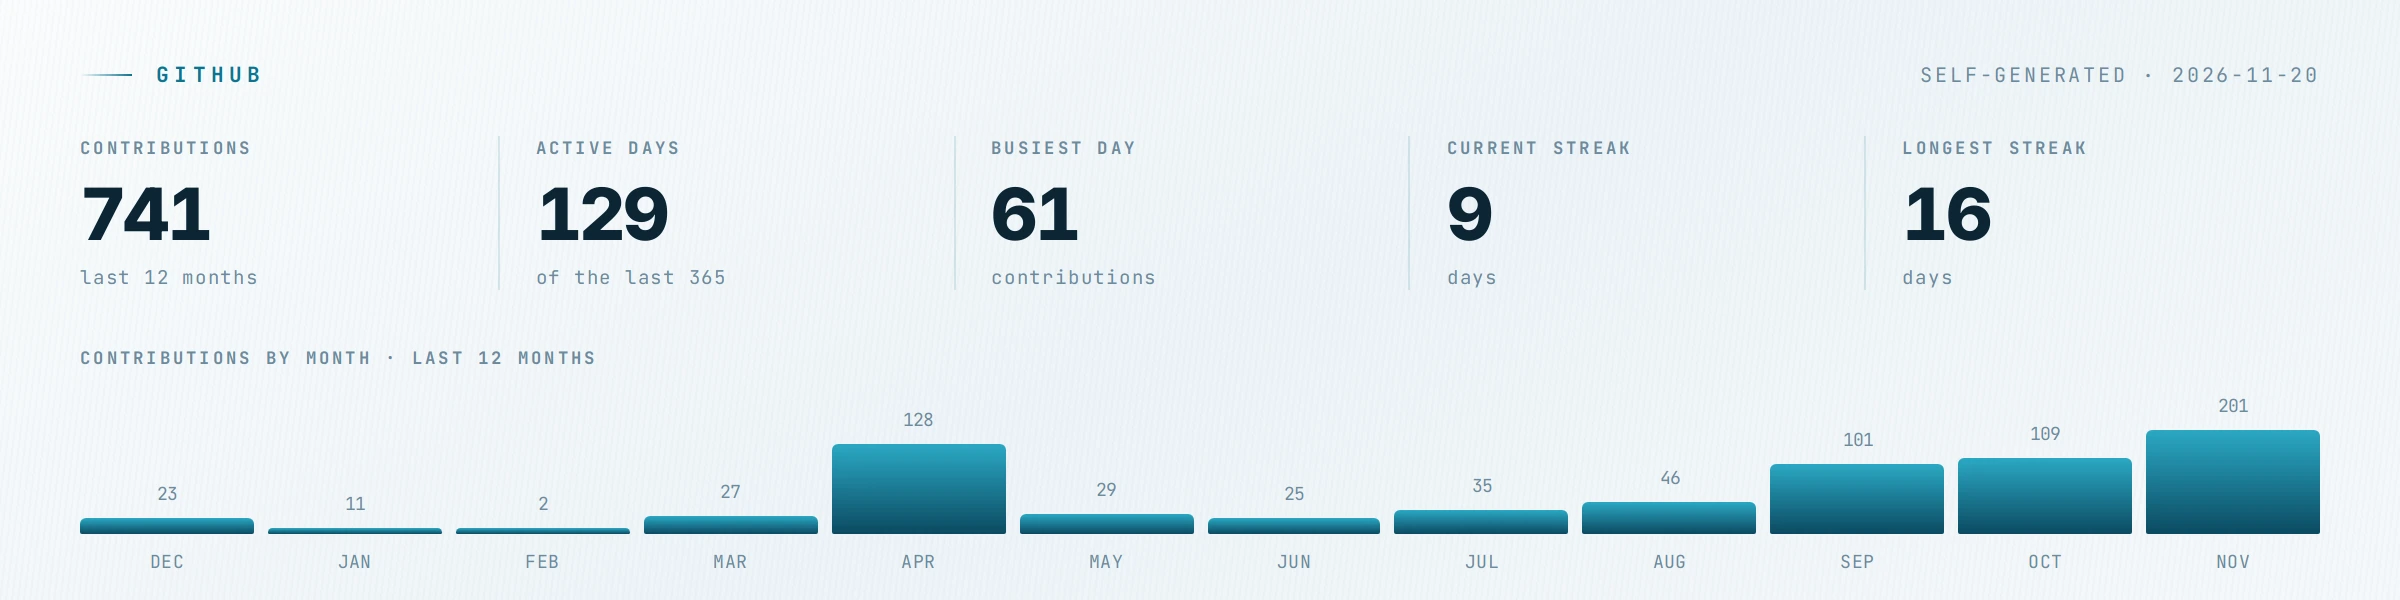 GITHUB
SELF-GENERATED · 2026-11-20
CONTRIBUTIONS
741
last 12 months
ACTIVE DAYS
129
of the last 365
BUSIEST DAY
61
contributions
CURRENT STREAK
9
days
LONGEST STREAK
16
days
CONTRIBUTIONS BY MONTH · LAST 12 MONTHS
23
11
2
27
128
29
25
35
46
101
109
201
DEC
JAN
FEB
MAR
APR
MAY
JUN
JUL
AUG
SEP
OCT
NOV